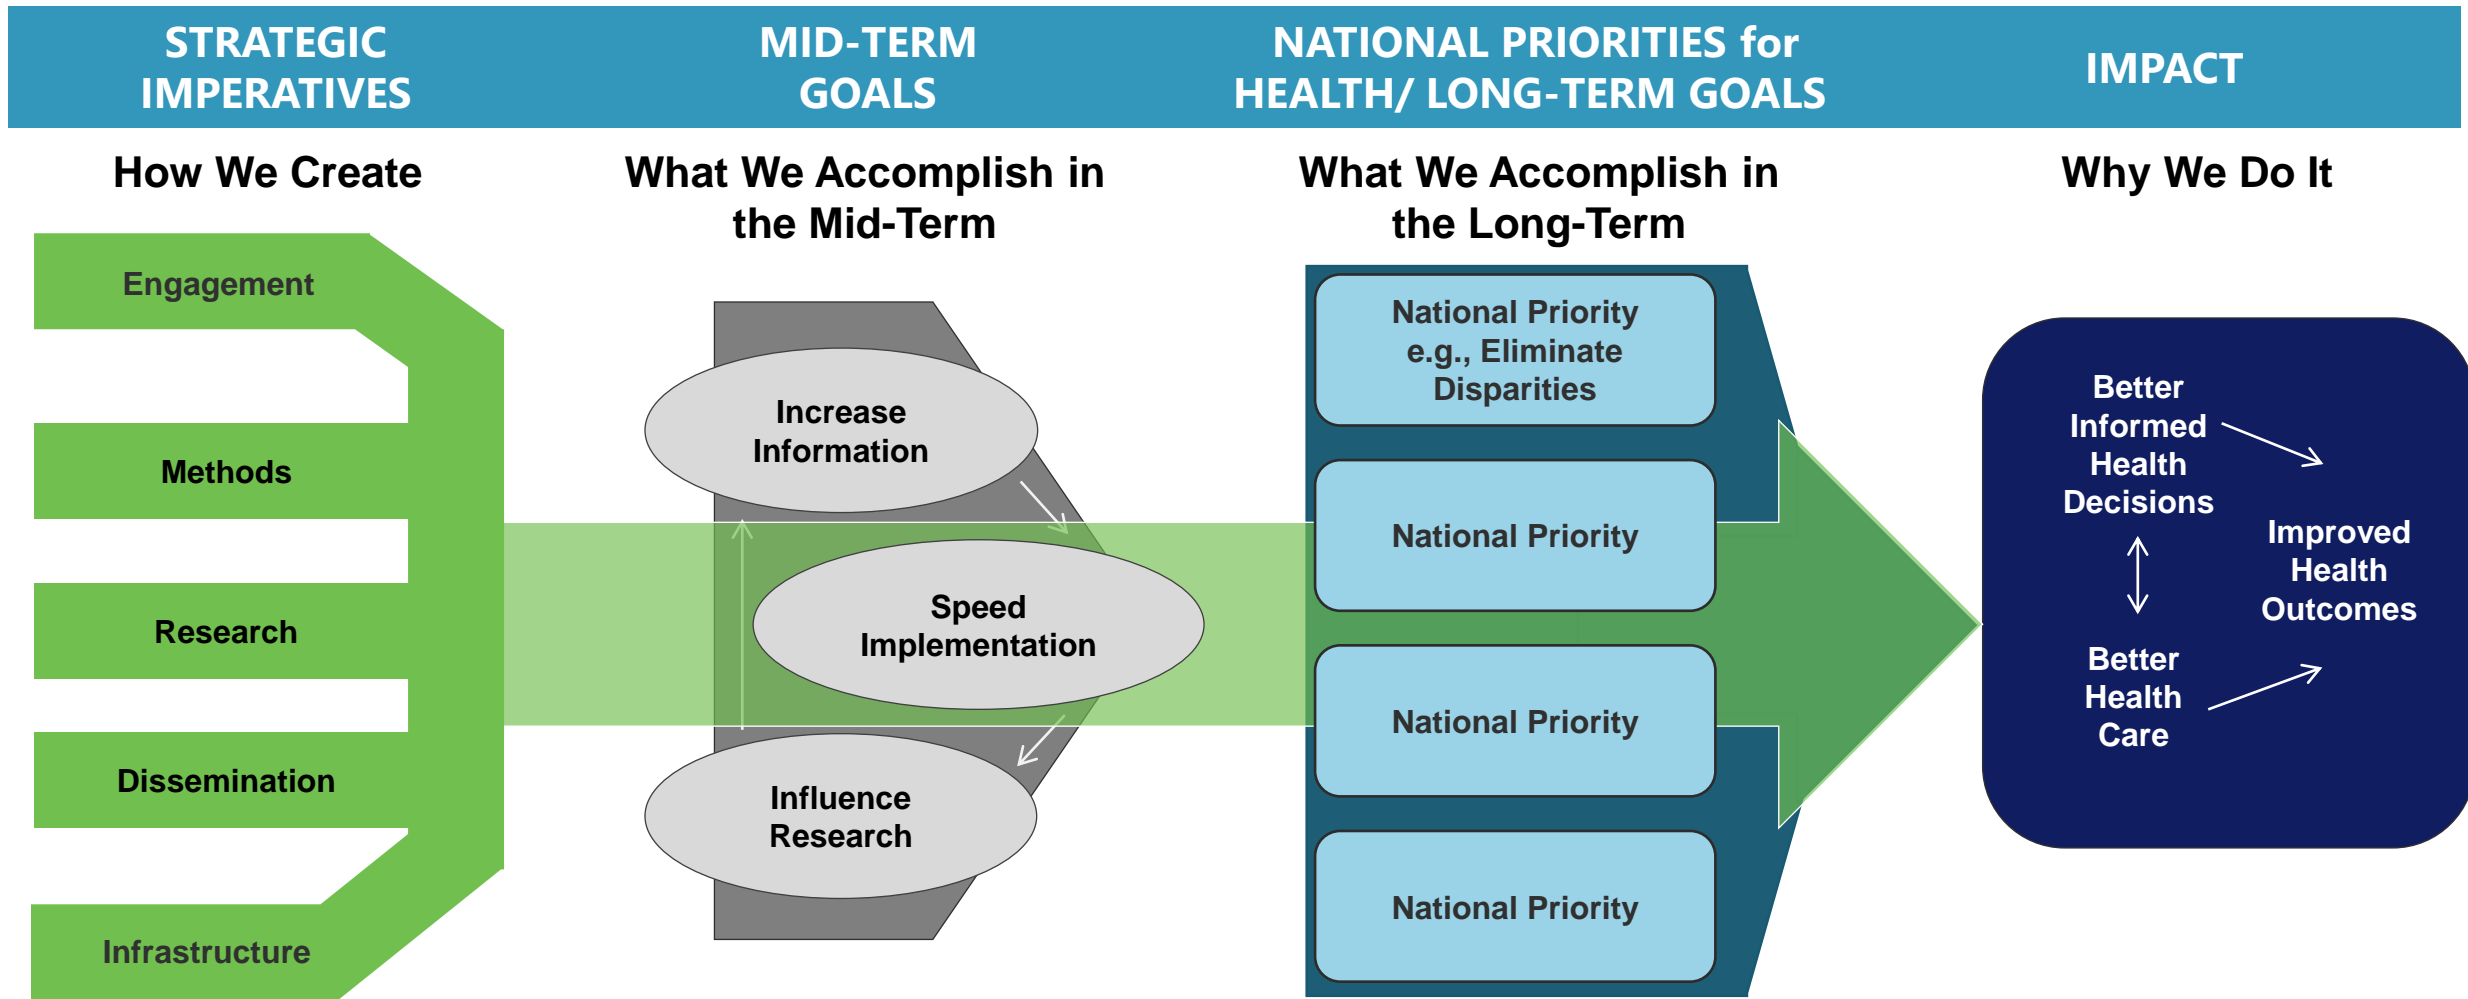 STRATEGIC
IMPERATIVES
MID-TERM
GOALS
NATIONAL PRIORITIES for
HEALTH/ LONG-TERM GOALS
IMPACT
How We Create
What We Accomplish in
the Mid-Term
What We Accomplish in
the Long-Term
Why We Do It
Engagement
Methods
Research
Dissemination
Infrastructure
Increase
Information
Speed
Implementation
Influence
Research
National Priority
e.g., Eliminate
Disparities
National Priority
National Priority
National Priority
Better
Informed
Health
Decisions
Better
Health
Care
Improved
Health
Outcomes